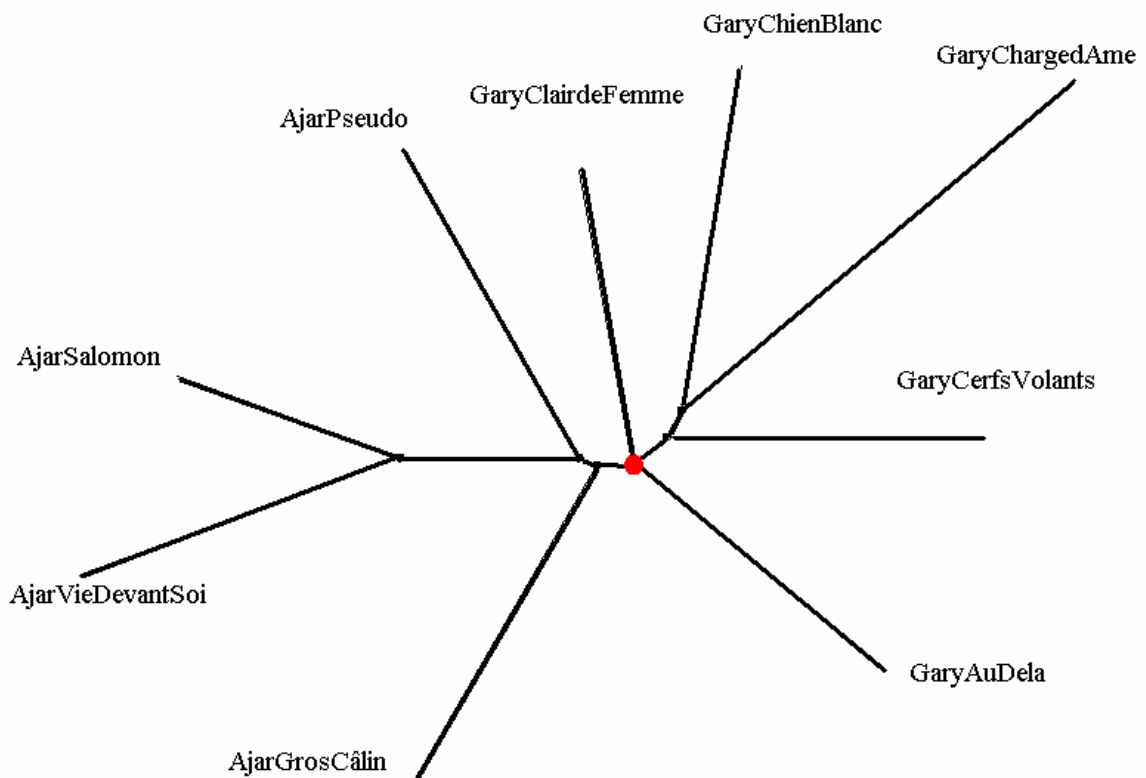 GaryChienBlanc
GaryChargedAme
GaryClairdeFemme
AjarPseudo
AjarSalomon
GaryCerfsVolants
AjarVieDevantSoi
GaryAuDela
AjarGrosCâlin